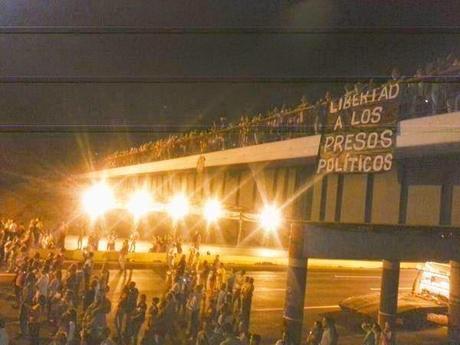 LIBERTAD
A LOS
PRESOS
POLÍTICOS